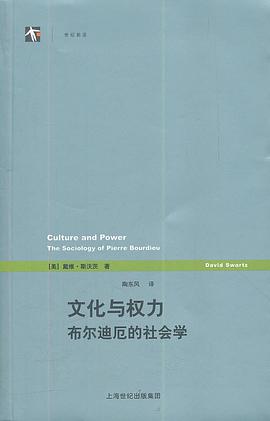 世纪前沿
Culture and Power
The Sociology of Pierre Bourdieu
[美] 戴维·斯沃茨 著
David Swartz
陶东风 译
文化与权力
布尔迪厄的社会学
上海世纪出版集团